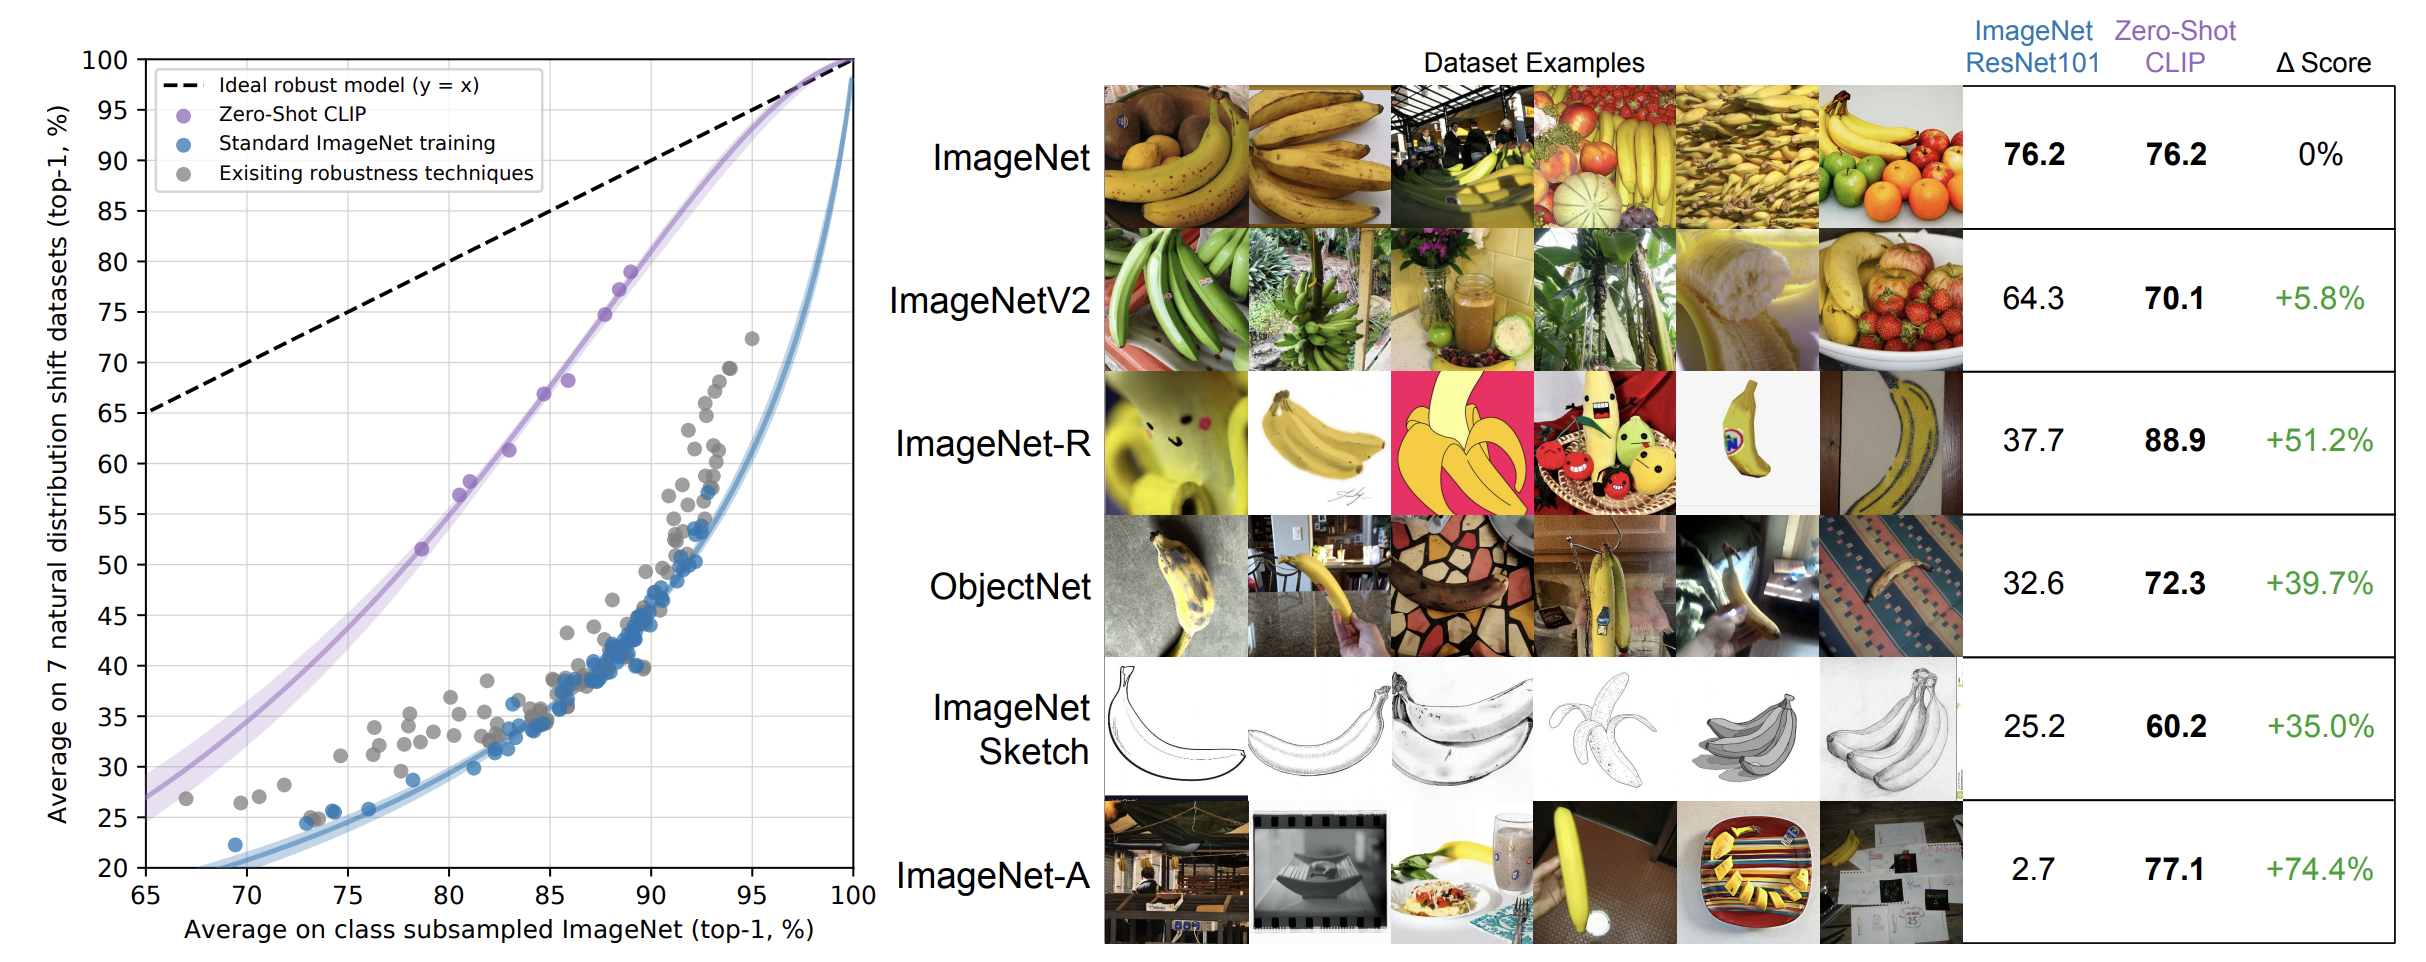 100
95
90
85
80
75
70
65
60
55
50
45
40
35
30
25
20
65 70 75 80 85 90 95 100
Average on 7 natural distribution shift datasets (top-1, %)
Average on class subsampled ImageNet (top-1, %)
Ideal robust model (y = x)
Zero-Shot CLIP
Standard ImageNet training
Exisiting robustness techniques
Dataset Examples
ImageNet
ResNet101
Zero-Shot
CLIP
Δ Score
ImageNet 76.2 76.2 0%
ImageNetV2 64.3 70.1 +5.8%
ImageNet-R 37.7 88.9 +51.2%
ObjectNet 32.6 72.3 +39.7%
ImageNet
Sketch 25.2 60.2 +35.0%
ImageNet-A 2.7 77.1 +74.4%